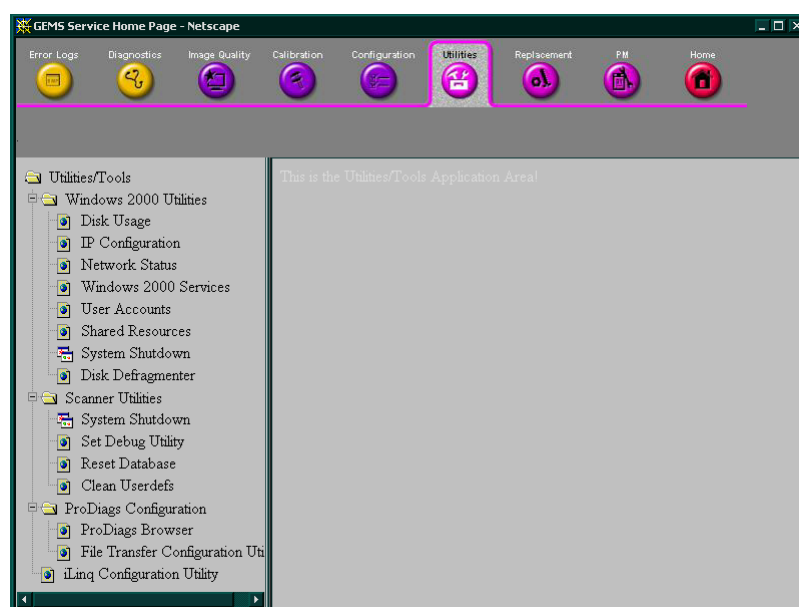 GEMS Service Home Page - Netscape
Error Logs Diagnostics Image Quality Calibration Configuration Utilities Replacement PM Home
Utilities/Tools
Windows 2000 Utilities
Disk Usage
IP Configuration
Network Status
Windows 2000 Services
User Accounts
Shared Resources
System Shutdown
Disk Defragmenter
Scanner Utilities
System Shutdown
Set Debug Utility
Reset Database
Clean Userdefs
ProDiags Configuration
ProDiags Browser
File Transfer Configuration Uti
iLinq Configuration Utility
This is the Utilities/Tools Application Area!